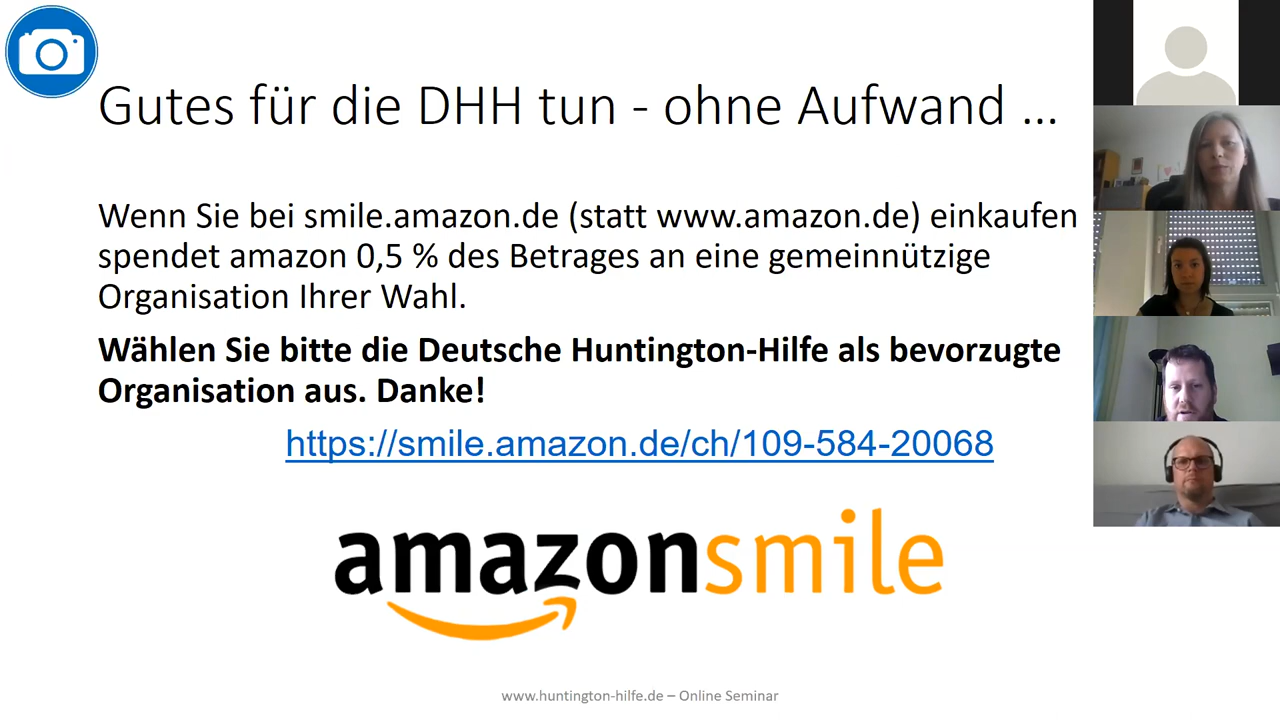 Gutes für die DHH tun - ohne Aufwand ...
Wenn Sie bei smile.amazon.de (statt www.amazon.de) einkaufen
spendet amazon 0,5 % des Betrages an eine gemeinnützige
Organisation Ihrer Wahl.
Wählen Sie bitte die Deutsche Huntington-Hilfe als bevorzugte
Organisation aus. Danke!
https://smile.amazon.de/ch/109-584-20068
amazonsmile
www.huntington-hilfe.de – Online Seminar